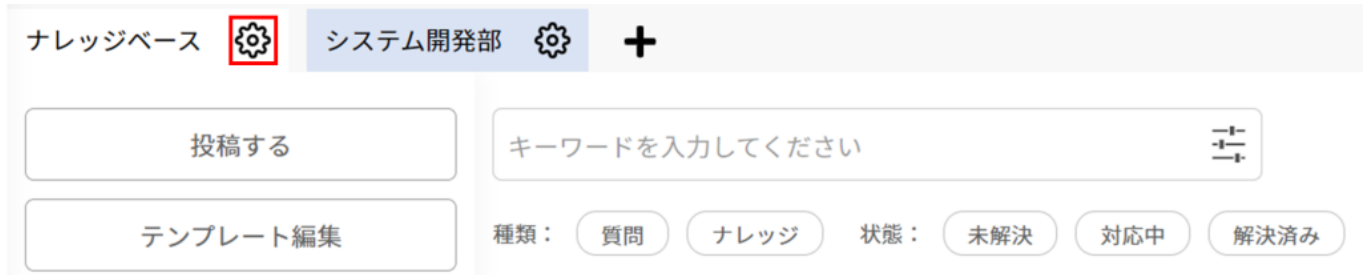 ナレッジベース システム開発部
投稿する キーワードを入力してください
テンプレート編集 種類： 質問 ナレッジ 状態： 未解決 対応中 解決済み